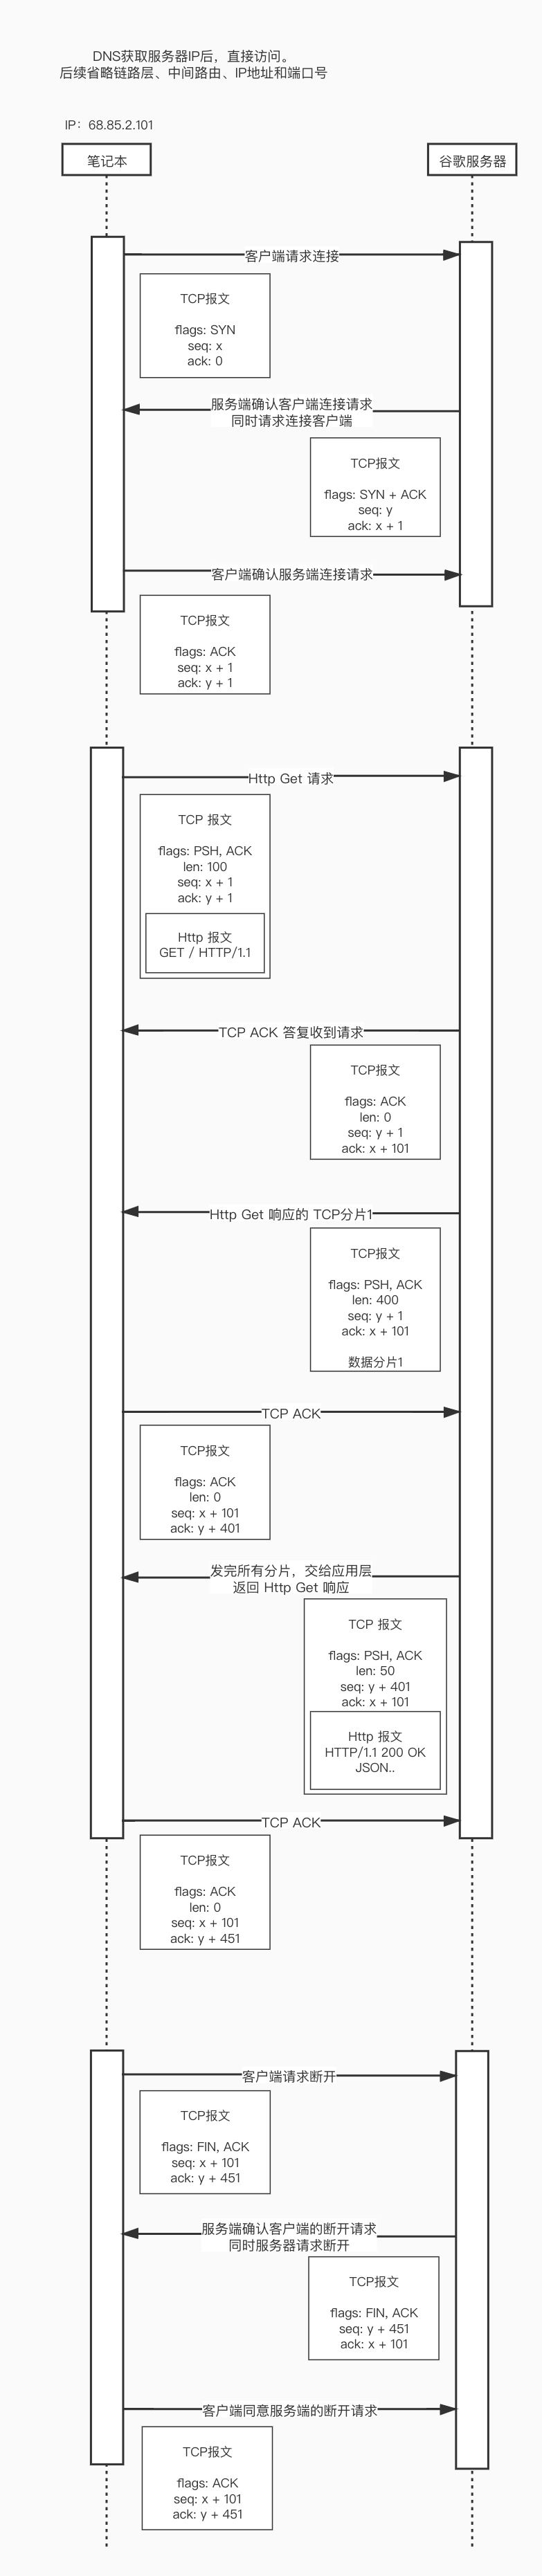 DNS获取服务器IP后，直接访问。
后续省略链路层、中间路由、IP地址和端口号
IP：68.85.2.101
笔记本
谷歌服务器
客户端请求连接
TCP报文
flags: SYN
seq: x
ack: 0
服务端确认客户端连接请求
同时请求连接客户端
TCP报文
flags: SYN + ACK
seq: y
ack: x + 1
客户端确认服务端连接请求
TCP报文
flags: ACK
seq: x + 1
ack: y + 1
Http Get 请求
TCP 报文
flags: PSH, ACK
len: 100
seq: x + 1
ack: y + 1
Http 报文
GET / HTTP/1.1
TCP ACK 答复收到请求
TCP报文
flags: ACK
len: 0
seq: y + 1
ack: x + 101
Http Get 响应的 TCP分片1
TCP报文
flags: PSH, ACK
len: 400
seq: y + 1
ack: x + 101
数据分片1
TCP ACK
TCP报文
flags: ACK
len: 0
seq: x + 101
ack: y + 401
发完所有分片，交给应用层
返回 Http Get 响应
TCP 报文
flags: PSH, ACK
len: 50
seq: y + 401
ack: x + 101
Http 报文
HTTP/1.1 200 OK
JSON..
TCP ACK
TCP报文
flags: ACK
len: 0
seq: x + 101
ack: y + 451
客户端请求断开
TCP报文
flags: FIN, ACK
seq: x + 101
ack: y + 451
服务端确认客户端的断开请求
同时服务器请求断开
TCP报文
flags: FIN, ACK
seq: y + 451
ack: x + 101
客户端同意服务端的断开请求
TCP报文
flags: ACK
seq: x + 101
ack: y + 451